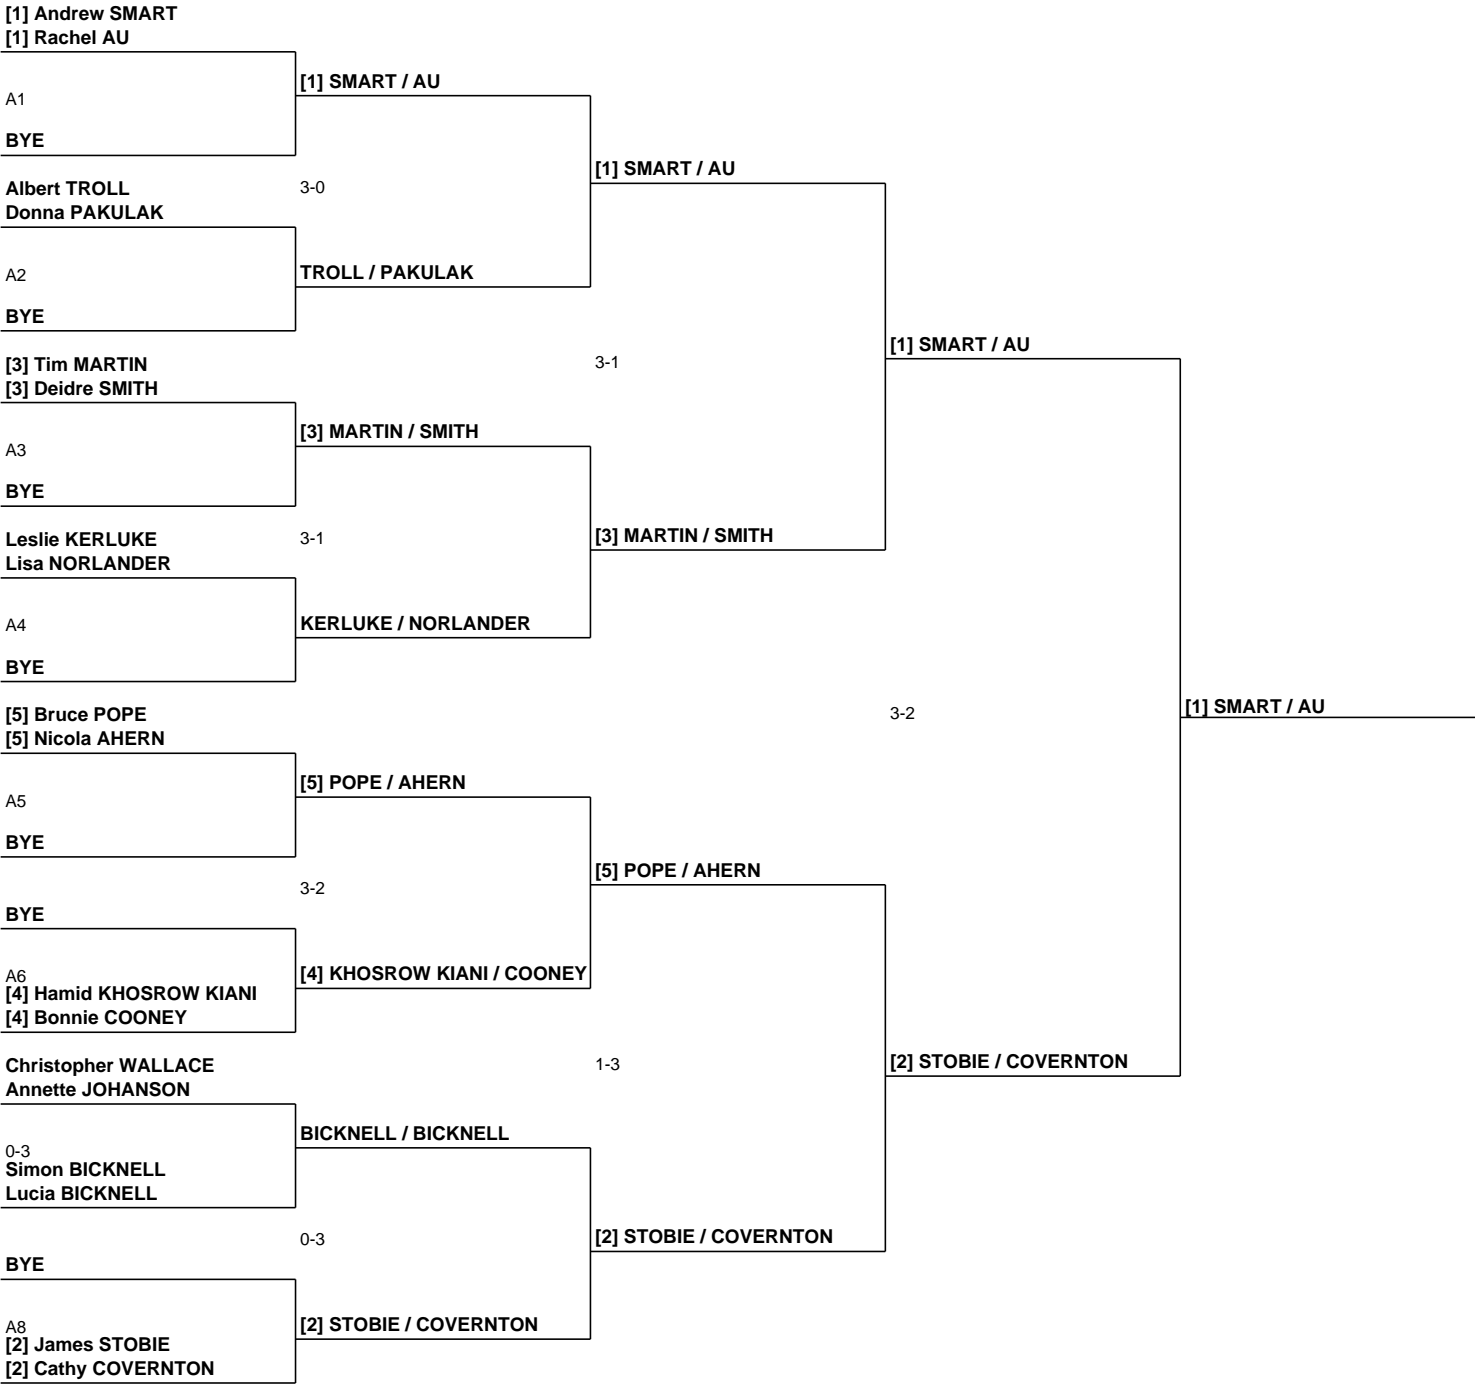 [1] Andrew SMART
[1] Rachel AU
[1] SMART / AU
A1
BYE
[1] SMART / AU
Albert TROLL
3-0
Donna PAKULAK
TROLL / PAKULAK
A2
BYE
[1] SMART / AU
[3] Tim MARTIN
3-1
[3] Deidre SMITH
[3] MARTIN / SMITH
A3
BYE
Leslie KERLUKE
3-1
[3] MARTIN / SMITH
Lisa NORLANDER
KERLUKE / NORLANDER
A4
BYE
[1] SMART / AU
[5] Bruce POPE
3-2
[5] Nicola AHERN
[5] POPE / AHERN
A5
BYE
[5] POPE / AHERN
3-2
BYE
[4] KHOSROW KIANI / COONEY
A6
[4] Hamid KHOSROW KIANI
[4] Bonnie COONEY
[2] STOBIE / COVERNTON
Christopher WALLACE
1-3
Annette JOHANSON
BICKNELL / BICKNELL
0-3
Simon BICKNELL
Lucia BICKNELL
[2] STOBIE / COVERNTON
0-3
BYE
[2] STOBIE / COVERNTON
A8
[2] James STOBIE
[2] Cathy COVERNTON